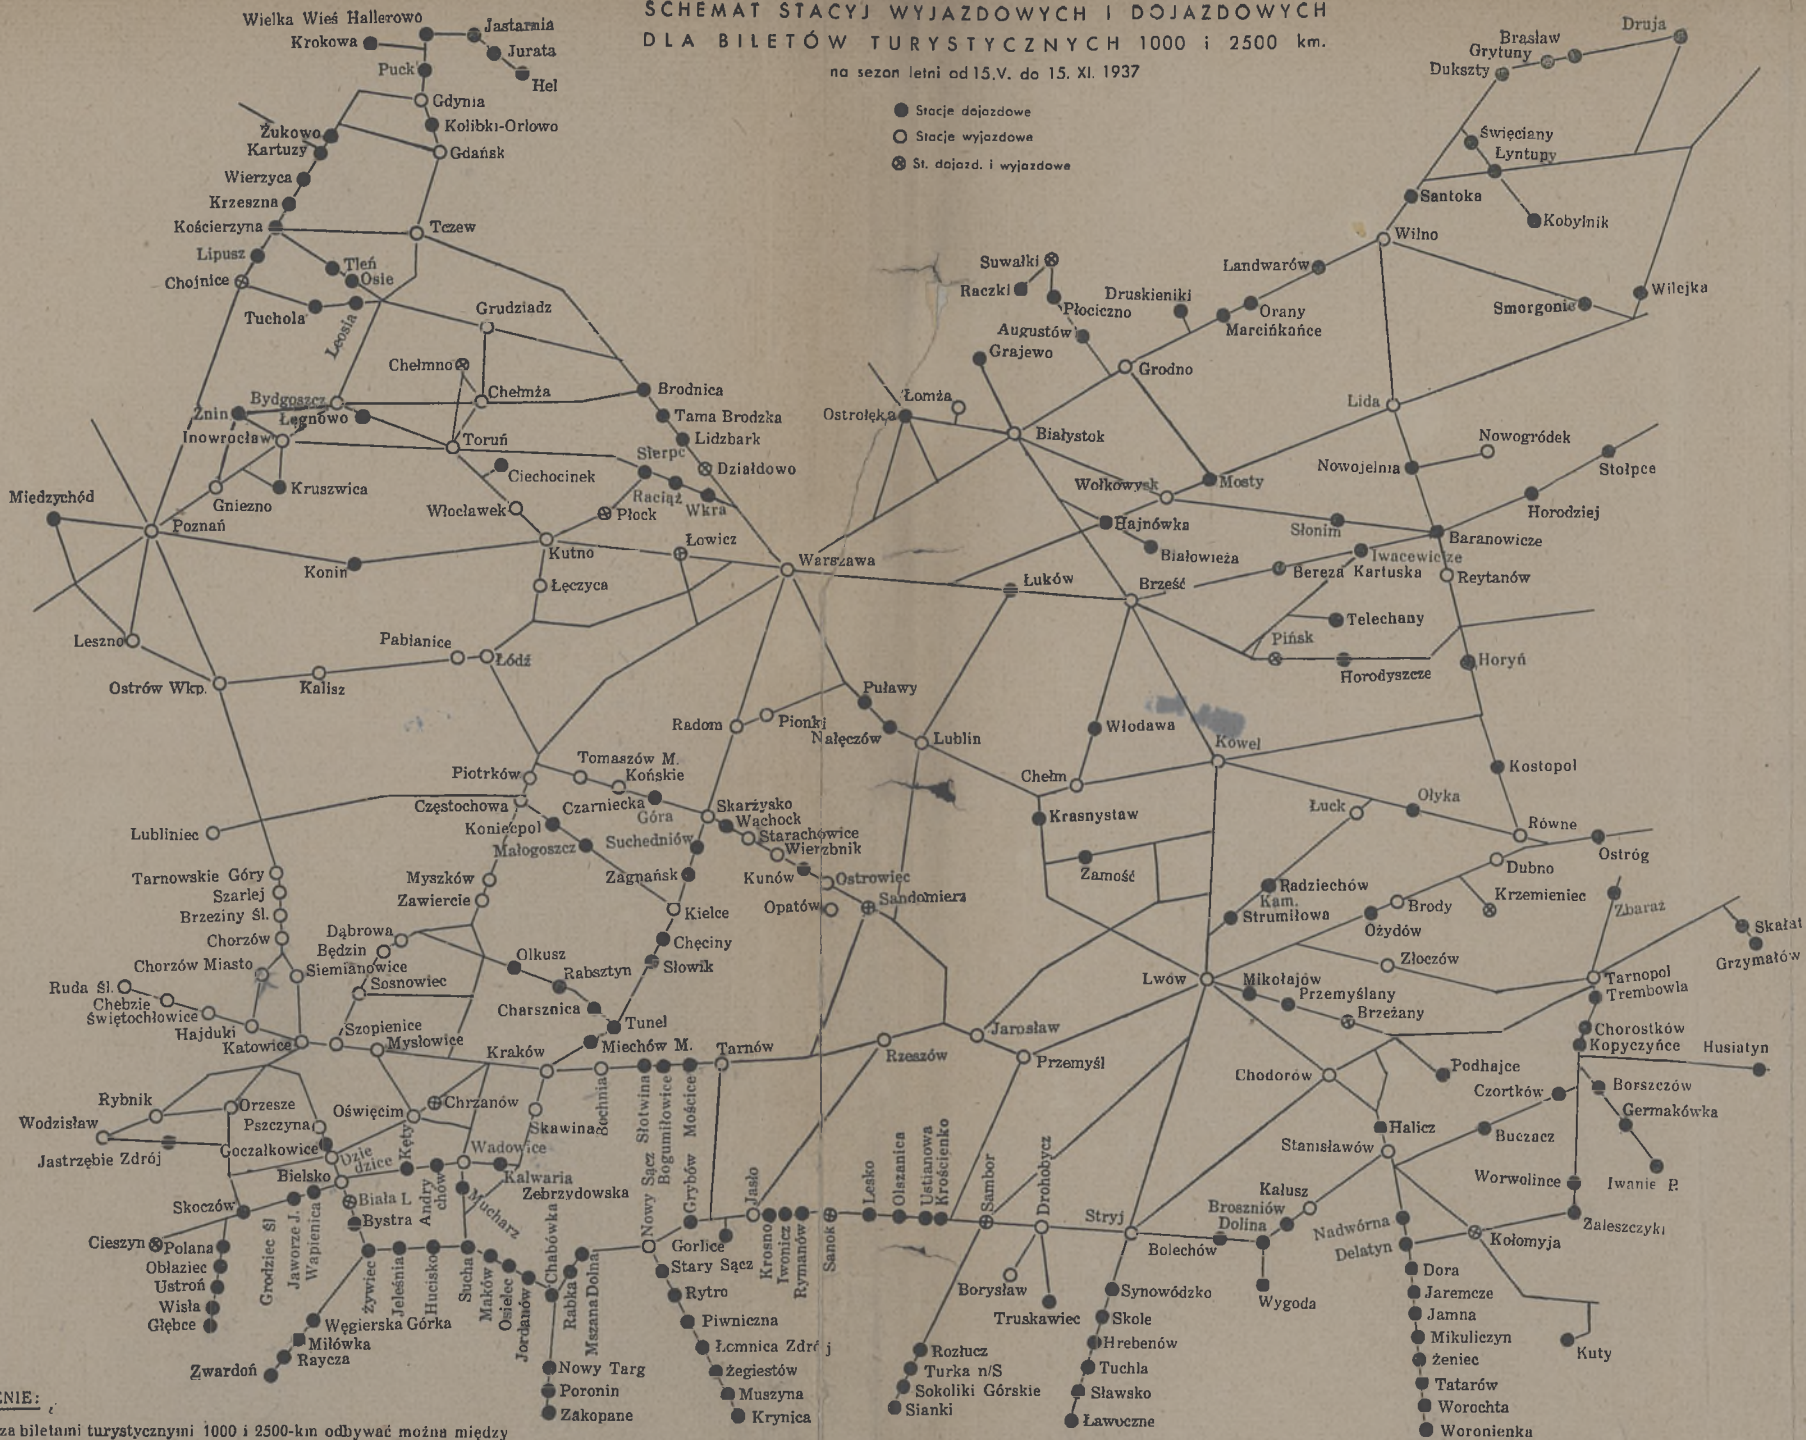 SCHEMAT STACYJ WYJAZDOWYCH I DOJAZDOWYCH
DLA BILETÓW TURYSTYCZNYCH 1000 i 2500 km.
na sezon letni od 15.V. do 15. XI. 1937
Stacje dojazdowe
Stacje wyjazdowe
St. dojazd. i wyjazdowe
Wielka Wieś Hallerowo
Krokowa
Jastarnia
Jurata
Hel
Puck
Gdynia
Kolibki-Orlowo
Żukowo
Kartuzy
Gdańsk
Wierzyca
Krzeszna
Kościerzyna
Tczew
Lipusz
Tleń
Osie
Chojnice
Tuchola
Leosia
Grudziadz
Chełmno
Chełmża
Bydgoszcz
Żnin
Łęgnowo
Inowrocław
Toruń
Brodnica
Tama Brodzka
Lidzbark
Działdowo
Sierpc
Raciąż
Wkra
Ciechocinek
Kruszwica
Gniezno
Międzychód
Poznań
Włocławek
Płock
Kutno
Łowicz
Warszawa
Konin
Łęczyca
Leszno
Pabianice
Łódź
Ostrów Wkp.
Kalisz
Druja
Brasław
Grytuny
Dukszty
Święciany
Łyntupy
Santoka
Kobylnik
Wilno
Landwarów
Suwałki
Raczki
Płociczno
Augustów
Druskieniki
Orany
Marcińkańce
Smorgonie
Wilejka
Grajewo
Grodno
Łomża
Ostrołęka
Białystok
Lida
Nowogródek
Nowojelnia
Stołpce
Wołkowysk
Mosty
Horodziej
Hajnówka
Białowieża
Słonim
Baranowicze
Iwacewicze
Bereza Kartuska
Reytanów
Łuków
Brześć
Telechany
Pińsk
Horodyszcze
Horyń
Puławy
Radom
Pionki
Nałęczów
Lublin
Włodawa
Kowel
Chełm
Kostopol
Krasnystaw
Łuck
Ołyka
Równe
Ostróg
Dubno
Zamość
Radziechów
Kam.
Strumiłowa
Brody
Krzemieniec
Ożydów
Zbaraż
Skałat
Grzymałów
Piotrków
Tomaszów M.
Końskie
Częstochowa
Czarniecka
Góra
Skarżysko
Koniecpol
Wąchock
Lubliniec
Małogoszcz
Suchedniów
Starachowice
Wierzbnik
Tarnowskie Góry
Szarlej
Brzeziny Śl.
Chorzów
Chorzów Miasto
Ruda Śl.
Chebzie
Świętochłowice
Hajduki
Katowice
Siemianowice
Myszków
Zawiercie
Dąbrowa
Będzin
Sosnowiec
Szopienice
Mysłowice
Zagnańsk
Kielce
Chęciny
Słowik
Kunów
Ostrowiec
Opatów
Sandomierz
Olkusz
Rabsztyn
Charsznica
Tunel
Miechów M.
Kraków
Tarnów
Rzeszów
Jarosław
Przemyśl
Lwów
Mikołajów
Przemyślany
Brzeżany
Złoczów
Tarnopol
Trembowla
Chorostków
Kopyczyńce
Husiatyn
Podhajce
Chodorów
Czortków
Borszczów
Germakówka
Iwanie P.
Halicz
Stanisławów
Buczacz
Worwolińce
Zaleszczyki
Rybnik
Wodzisław
Jastrzębie Zdrój
Orzesze
Pszczyna
Goczałkowice
Dzie
dzice
Oświęcim
Chrzanów
Skawina
Bochnia
Słotwina
Bogumiłowice
Mościce
Wadowice
Kalwaria
Zebrzydowska
Kęty
Andry
chów
Mucharz
Bielsko
Biała L
Bystra
Skoczów
Cieszyn
Polana
Obłaziec
Ustroń
Wisła
Głębce
Grodziec Śl
Jaworze J.
Wapienica
Żywiec
Jeleśnia
Hucisko
Sucha
Maków
Osielec
Jordanów
Chabówka
Rabka
Mszana Dolna
Nowy Sącz
Grybów
Gorlice
Stary Sącz
Rytro
Piwniczna
Łomnica Zdrój
Żegiestów
Muszyna
Krynica
Węgierska Górka
Milówka
Raycza
Zwardoń
Nowy Targ
Poronin
Zakopane
Jasło
Krosno
Iwonicz
Rymanów
Sanok
Lesko
Olszanica
Ustianowa
Krościenko
Sambor
Drohobycz
Stryj
Borysław
Truskawiec
Bolechów
Dolina
Broszniów
Kałusz
Wygoda
Synowódzko
Skole
Hrebenów
Tuchla
Sławsko
Ławoczne
Rozłucz
Turka n/S
Sokoliki Górskie
Sianki
Nadwórna
Delatyn
Kołomyja
Dora
Jaremcze
Jamna
Mikuliczyn
Żeniec
Tatarów
Worochta
Woronienka
Kuty
ENIE:
za biletami turystycznymi 1000 i 2500-km odbywać można między